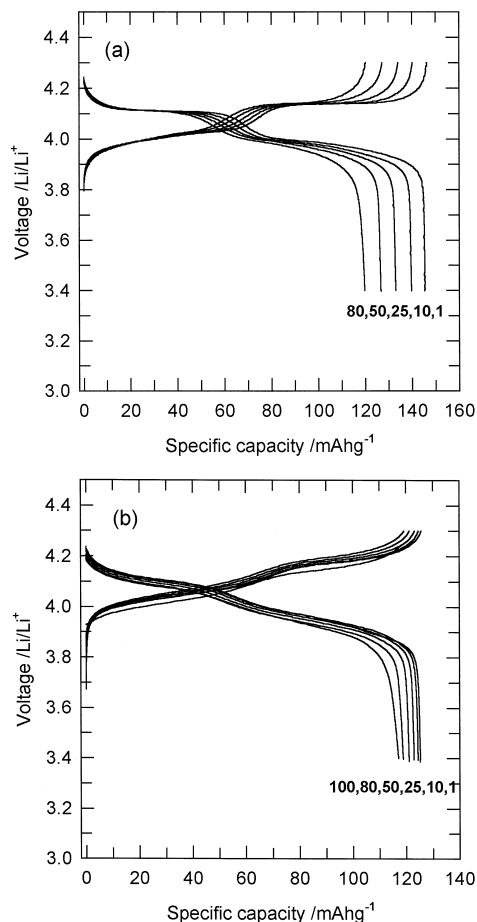 (a)
4.4
4.2
4.0
3.8
3.6
3.4
3.2
3.0
Voltage /Li/Li⁺
80,50,25,10,1
0 20 40 60 80 100 120 140 160
Specific capacity /mAhg⁻¹
(b)
4.4
4.2
4.0
3.8
3.6
3.4
3.2
3.0
Voltage /Li/Li⁺
100,80,50,25,10,1
0 20 40 60 80 100 120 140
Specific capacity /mAhg⁻¹